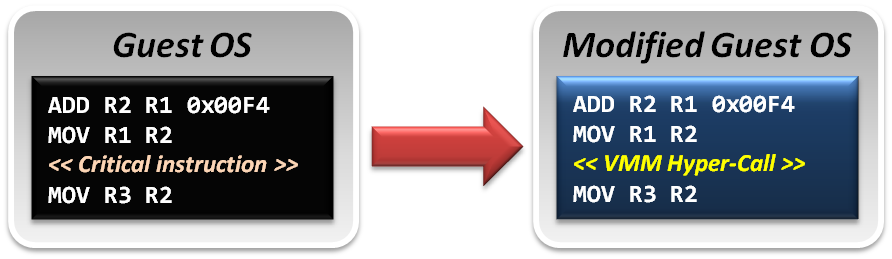 Guest OS
ADD R2 R1 0x00F4
MOV R1 R2
<< Critical instruction >>
MOV R3 R2
Modified Guest OS
ADD R2 R1 0x00F4
MOV R1 R2
<< VMM Hyper-Call >>
MOV R3 R2